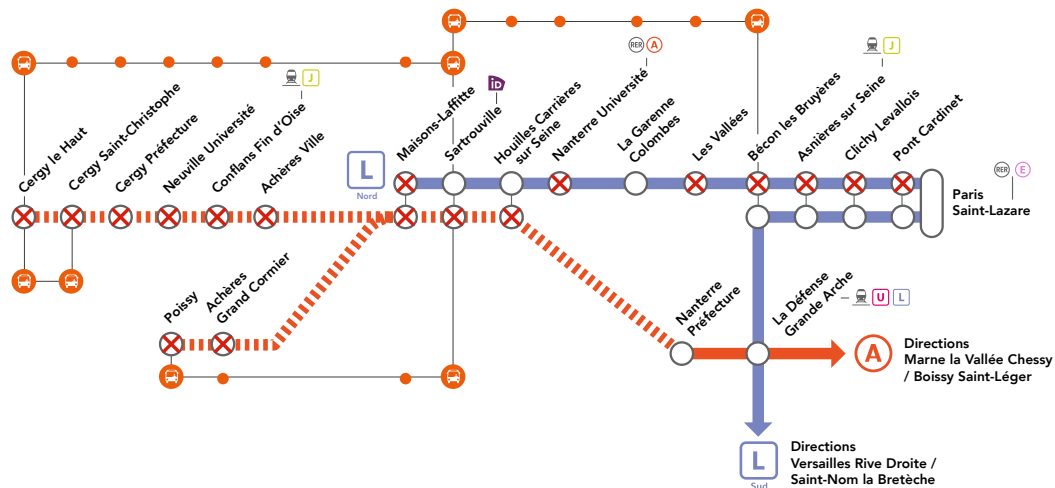 RER A
J
J
iD
Cergy le Haut
Cergy Saint-Christophe
Cergy Préfecture
Neuville Université
Conflans Fin d'Oise
Achères Ville
Maisons-Laffitte
Sartrouville
Houilles Carrières
sur Seine
Nanterre Université
La Garenne
Colombes
Les Vallées
Bécon les Bruyères
Asnières sur Seine
Clichy Levallois
Pont Cardinet
L
Nord
RER E
Paris
Saint-Lazare
Poissy
Achères
Grand Cormier
Nanterre
Préfecture
La Défense
Grande Arche
U L
A
Directions
Marne la Vallée Chessy
/ Boissy Saint-Léger
L
Sud
Directions
Versailles Rive Droite /
Saint-Nom la Bretèche